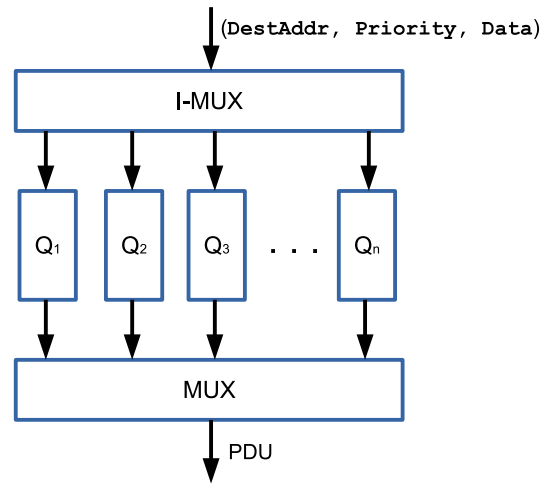 (DestAddr, Priority, Data)
I-MUX
Q1 Q2 Q3 . . . Qn
MUX
PDU